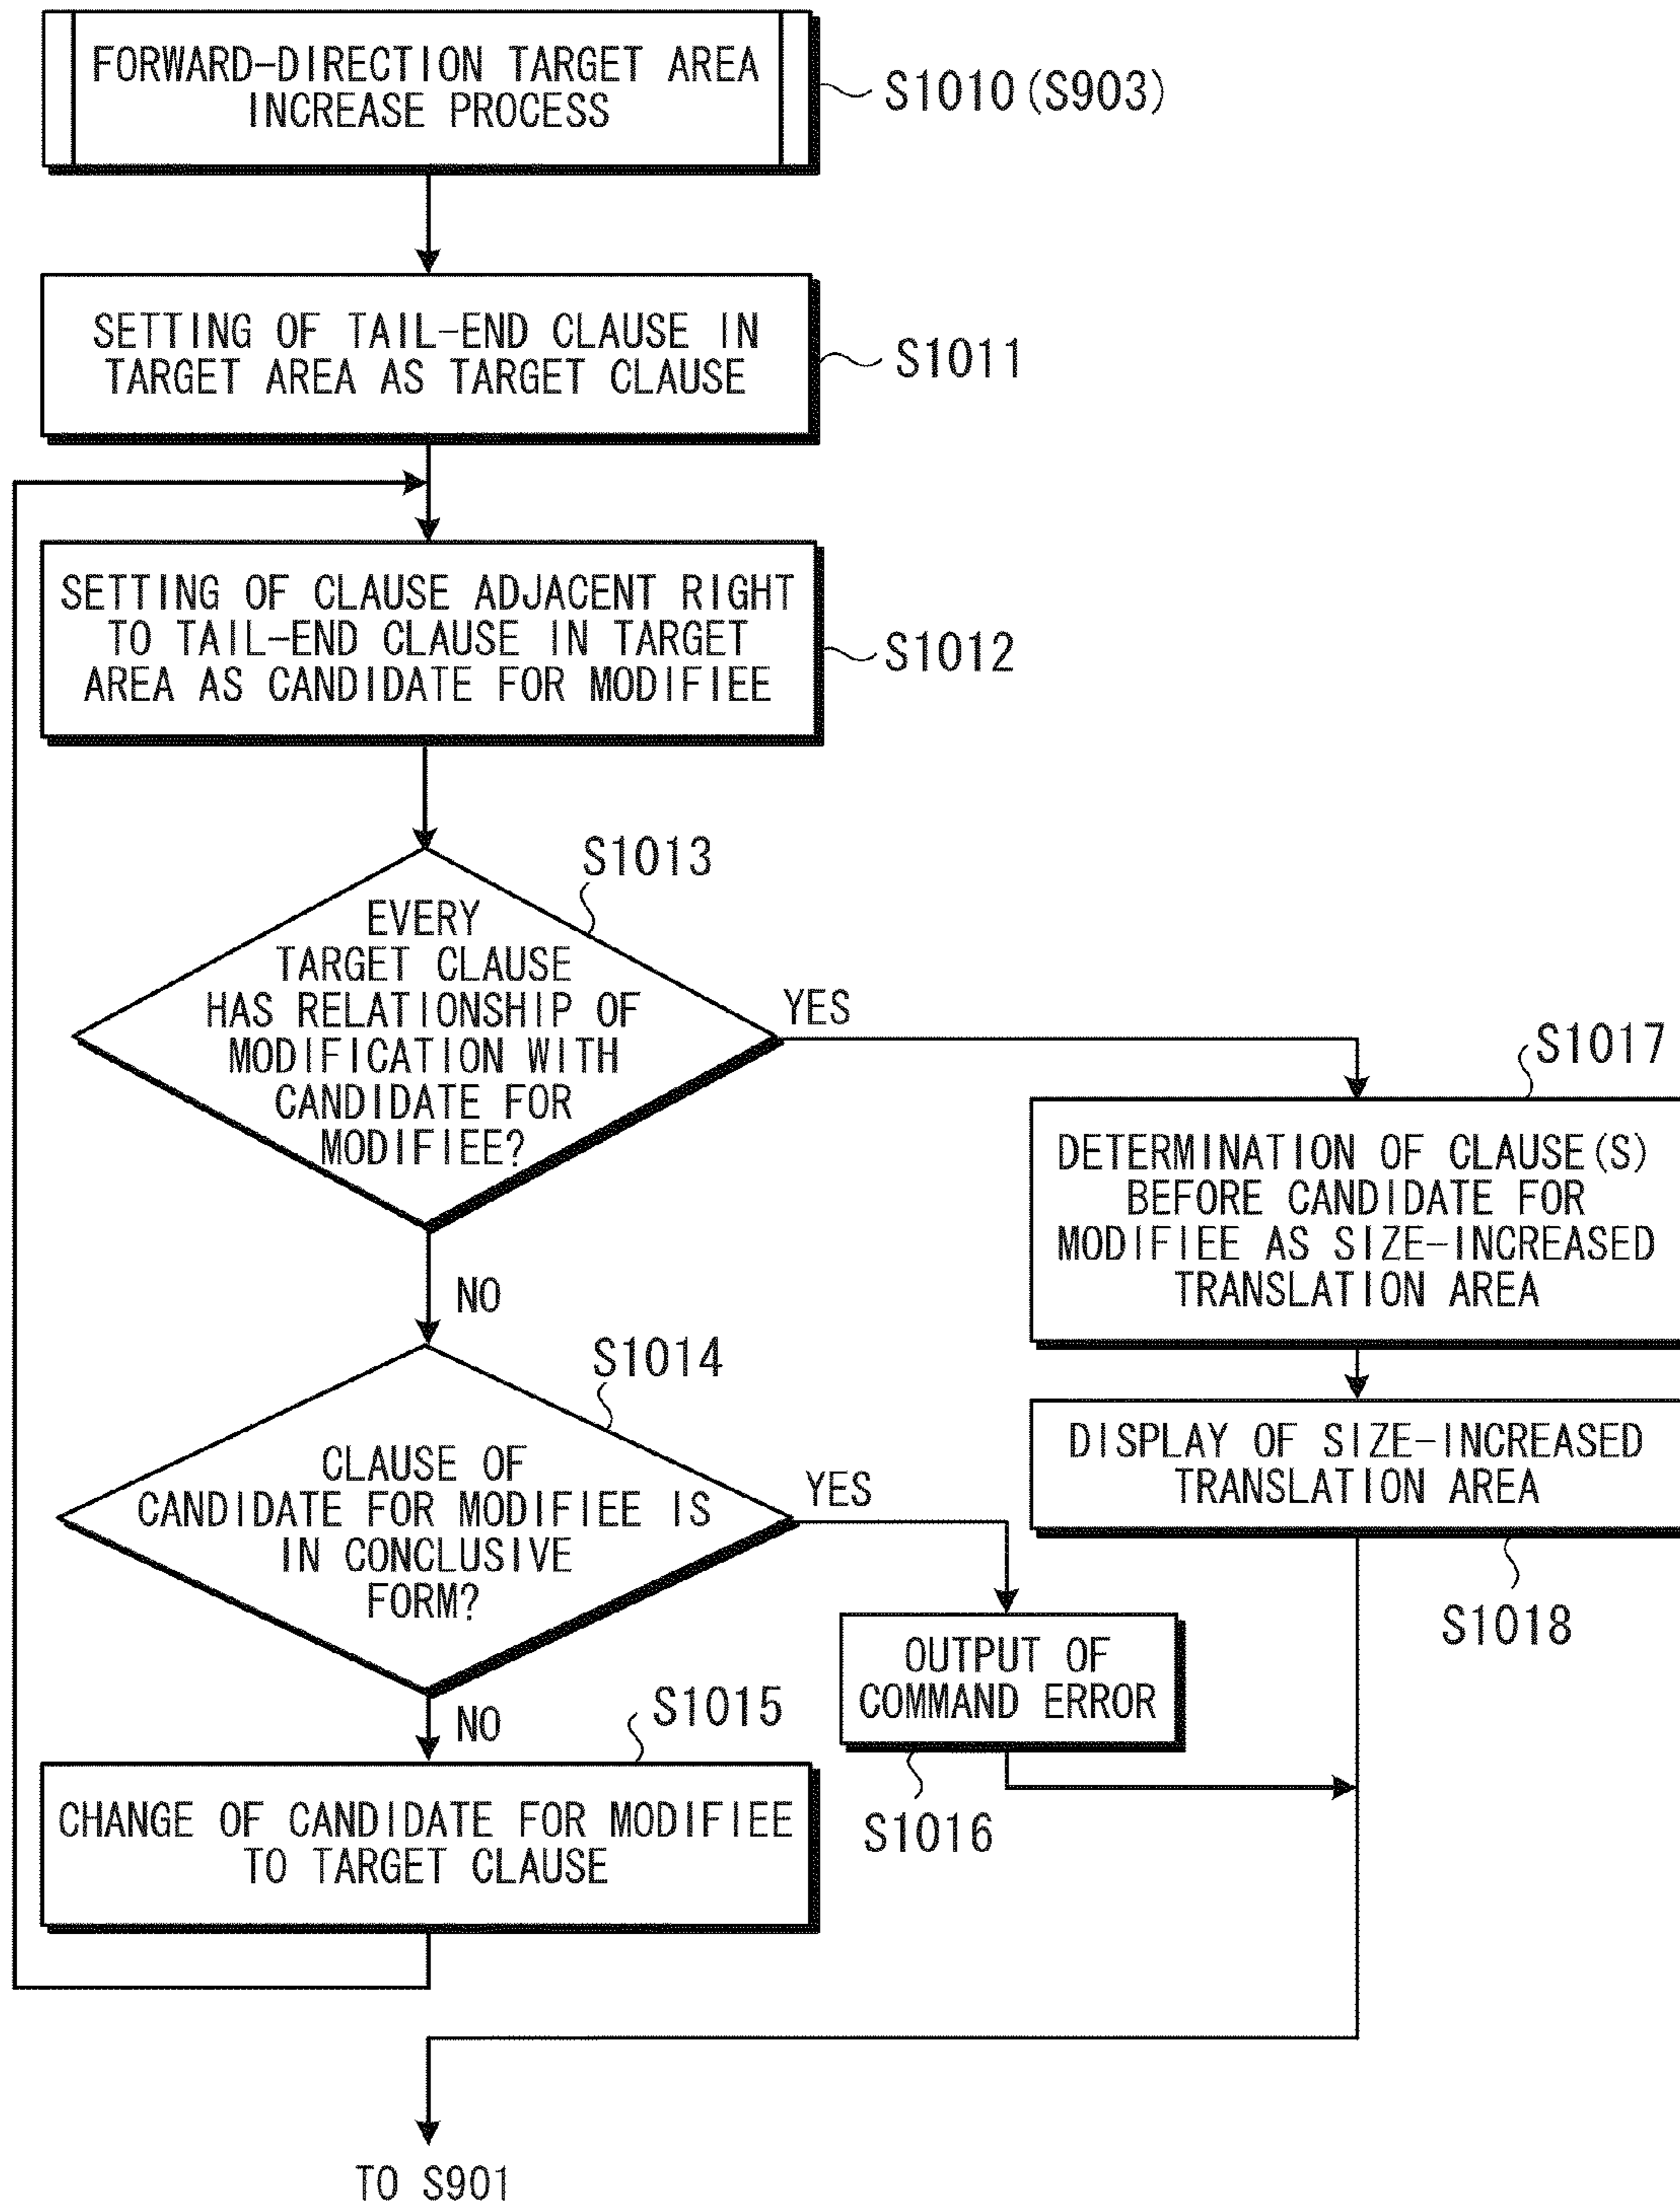 FORWARD-DIRECTION TARGET AREA
INCREASE PROCESS
S1010(S903)
SETTING OF TAIL-END CLAUSE IN
TARGET AREA AS TARGET CLAUSE
S1011
SETTING OF CLAUSE ADJACENT RIGHT
TO TAIL-END CLAUSE IN TARGET
AREA AS CANDIDATE FOR MODIFIEE
S1012
S1013
EVERY
TARGET CLAUSE
HAS RELATIONSHIP OF
MODIFICATION WITH
CANDIDATE FOR
MODIFIEE?
YES
NO
S1017
DETERMINATION OF CLAUSE(S)
BEFORE CANDIDATE FOR
MODIFIEE AS SIZE-INCREASED
TRANSLATION AREA
S1014
CLAUSE OF
CANDIDATE FOR MODIFIEE IS
IN CONCLUSIVE
FORM?
YES
NO
DISPLAY OF SIZE-INCREASED
TRANSLATION AREA
S1018
OUTPUT OF
COMMAND ERROR
S1016
S1015
CHANGE OF CANDIDATE FOR MODIFIEE
TO TARGET CLAUSE
TO S901